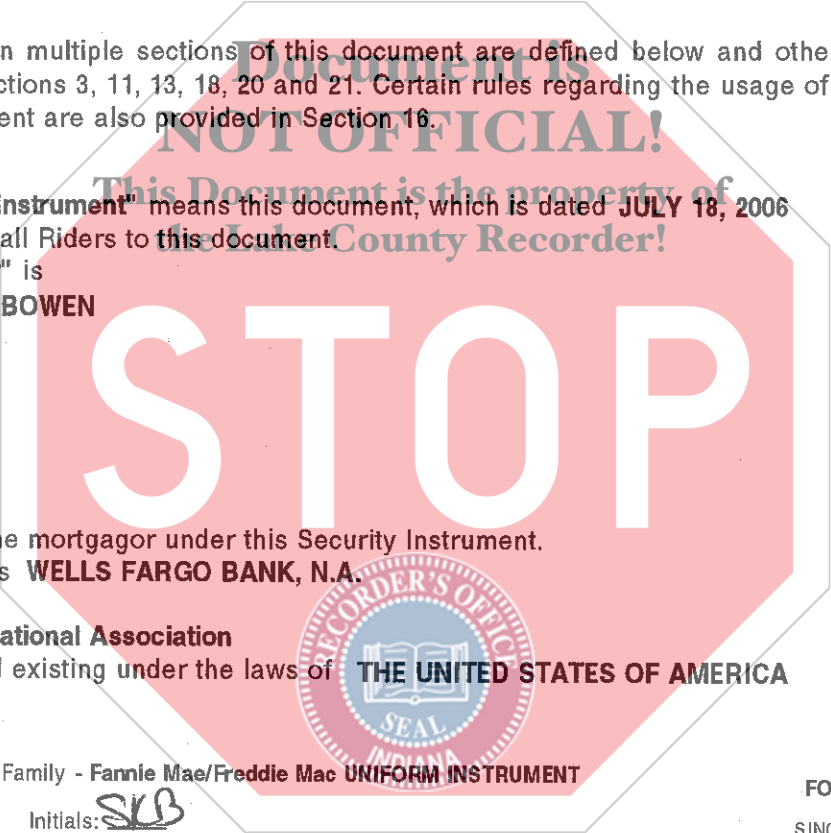 n multiple sections of this document are defined below and othe
Document is
ctions 3, 11, 13, 18, 20 and 21. Certain rules regarding the usage of
ent are also provided in Section 16.
NOT OFFICIAL!
This Document is the property of
nstrument" means this document, which is dated JULY 18, 2006
all Riders to this document.
the Lake County Recorder!
" is
BOWEN
STOP
e mortgagor under this Security Instrument.
s WELLS FARGO BANK, N.A.
RECORDER'S OFFICE
ational Association
l existing under the laws of THE UNITED STATES OF AMERICA
SEAL
INDIANA
Family - Fannie Mae/Freddie Mac UNIFORM INSTRUMENT
FO
Initials: SKB